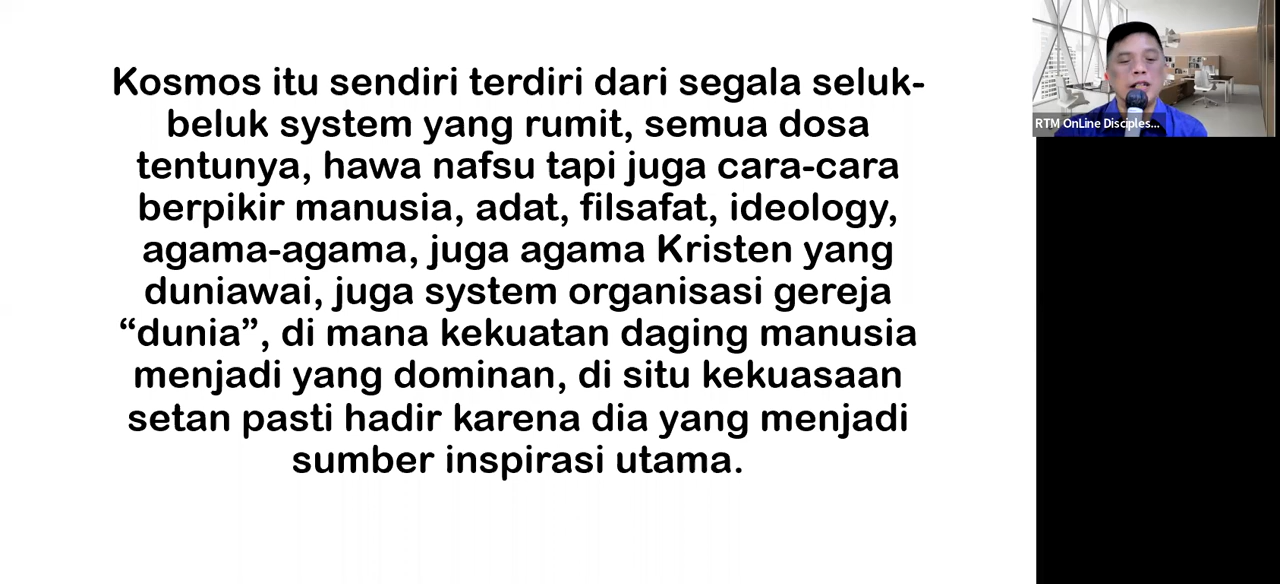 Kosmos itu sendiri terdiri dari segala seluk-
beluk system yang rumit, semua dosa
tentunya, hawa nafsu tapi juga cara-cara
berpikir manusia, adat, filsafat, ideology,
agama-agama, juga agama Kristen yang
duniawai, juga system organisasi gereja
“dunia”, di mana kekuatan daging manusia
menjadi yang dominan, di situ kekuasaan
setan pasti hadir karena dia yang menjadi
sumber inspirasi utama.
RTM OnLine Disciples...